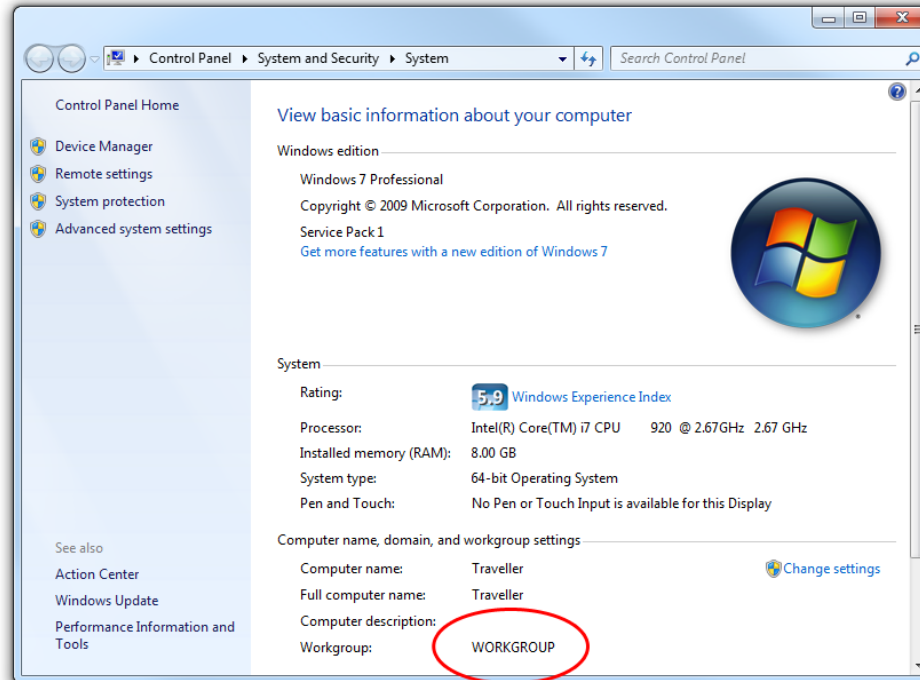 Control Panel ▸ System and Security ▸ System
Search Control Panel
Control Panel Home
Device Manager
Remote settings
System protection
Advanced system settings
See also
Action Center
Windows Update
Performance Information and
Tools
View basic information about your computer
Windows edition
Windows 7 Professional
Copyright © 2009 Microsoft Corporation. All rights reserved.
Service Pack 1
Get more features with a new edition of Windows 7
System
Rating: 5.9 Windows Experience Index
Processor: Intel(R) Core(TM) i7 CPU 920 @ 2.67GHz 2.67 GHz
Installed memory (RAM): 8.00 GB
System type: 64-bit Operating System
Pen and Touch: No Pen or Touch Input is available for this Display
Computer name, domain, and workgroup settings
Computer name: Traveller Change settings
Full computer name: Traveller
Computer description:
Workgroup: WORKGROUP